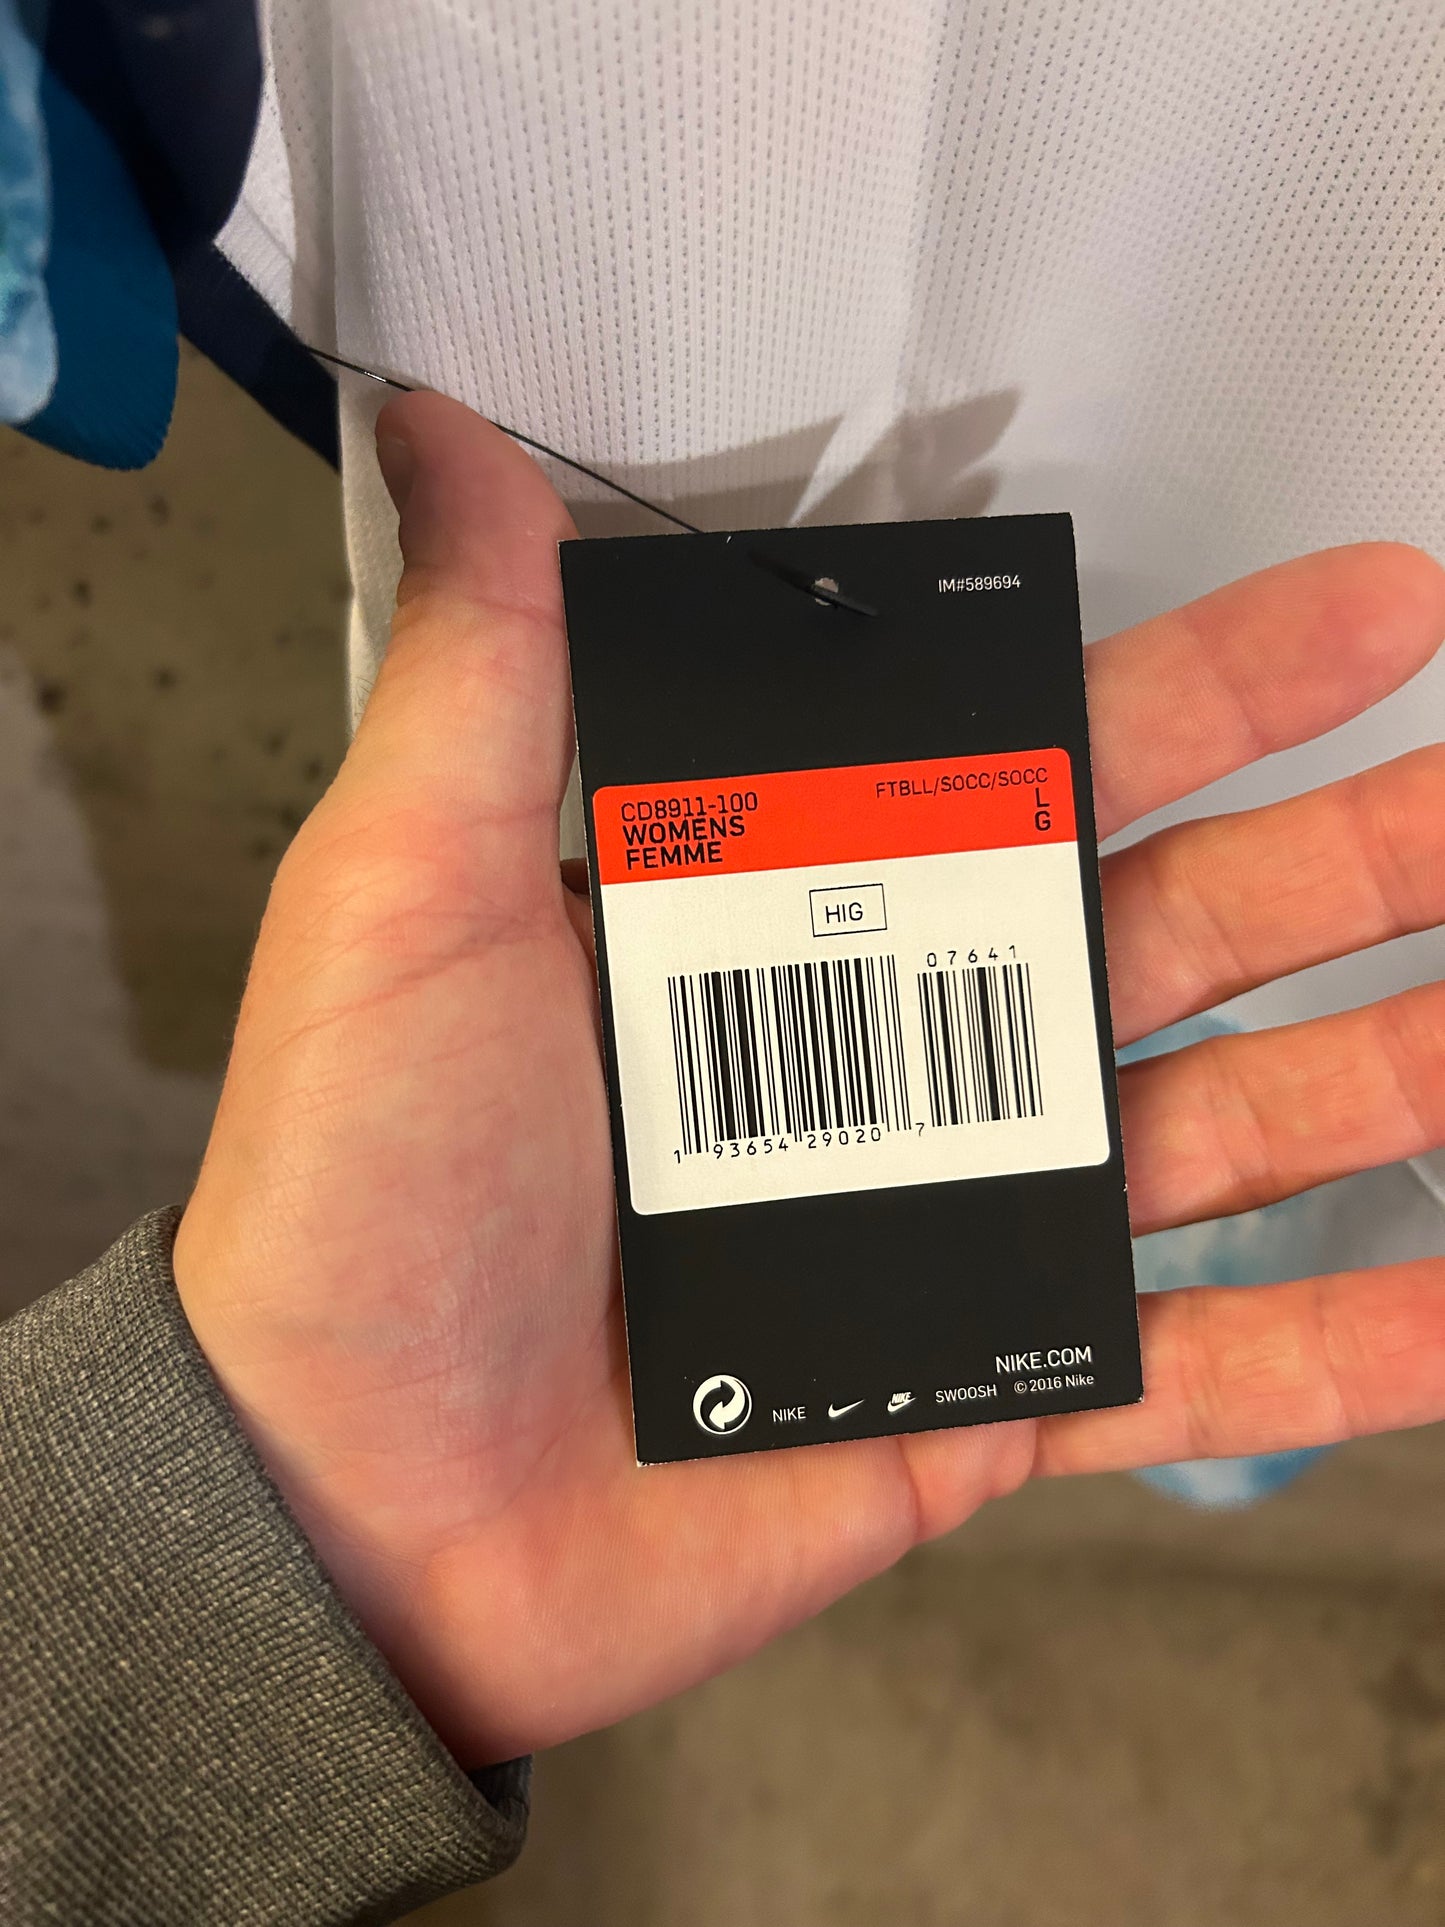 IM#589694
CD8911-100
FTBLL/SOCC/SOCC
WOMENS
L
FEMME
G
HIG
07641
1 93654 29020 7
NIKE.COM
NIKE NIKE SWOOSH © 2016 Nike